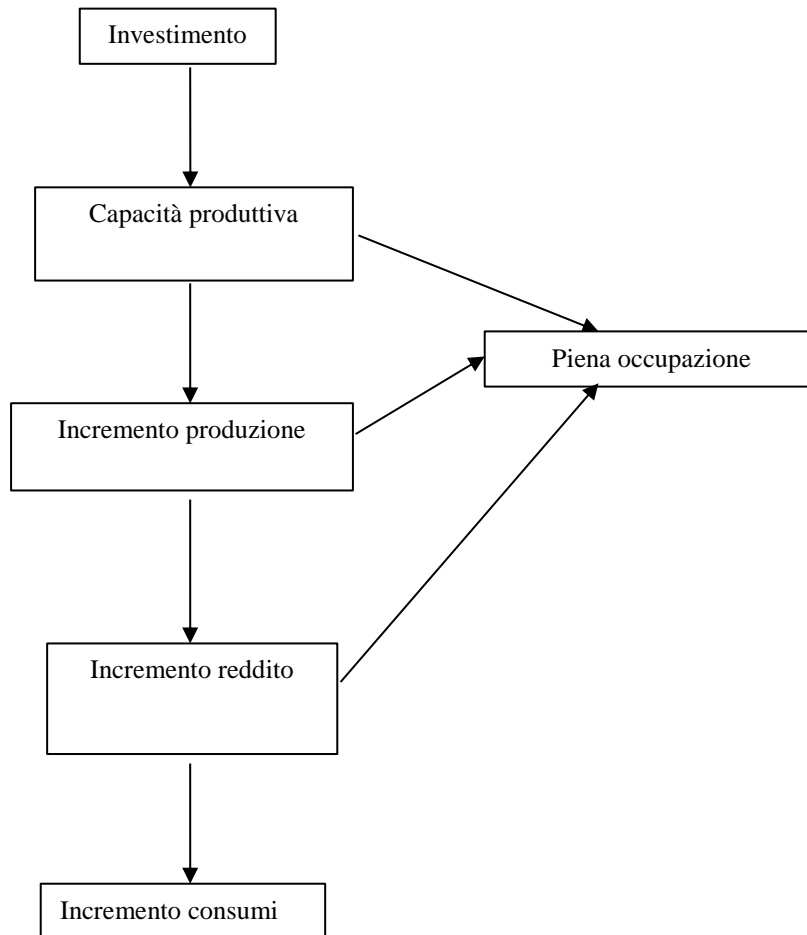 Investimento
Capacità produttiva
Piena occupazione
Incremento produzione
Incremento reddito
Incremento consumi